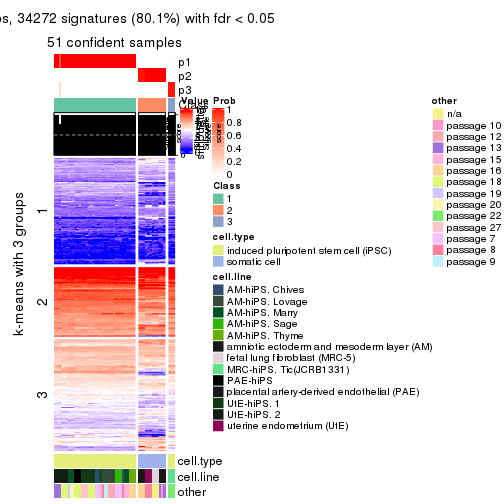 ps, 34272 signatures (80.1%) with fdr < 0.05
51 confident samples
p1
p2
p3
Class
Value
Prob
1
0.8
0.6
0.4
0.2
0
Class
1
2
3
cell.type
induced pluripotent stem cell (iPSC)
somatic cell
cell.line
AM-hiPS. Chives
AM-hiPS. Lovage
AM-hiPS. Marry
AM-hiPS. Sage
AM-hiPS. Thyme
amniotic ectoderm and mesoderm layer (AM)
fetal lung fibroblast (MRC-5)
MRC-hiPS. Tic(JCRB1331)
PAE-hiPS
placental artery-derived endothelial (PAE)
UtE-hiPS. 1
UtE-hiPS. 2
uterine endometrium (UtE)
other
n/a
passage 10
passage 12
passage 13
passage 15
passage 16
passage 18
passage 19
passage 20
passage 22
passage 27
passage 7
passage 8
passage 9
k-means with 3 groups
1
2
3
cell.type
cell.line
other